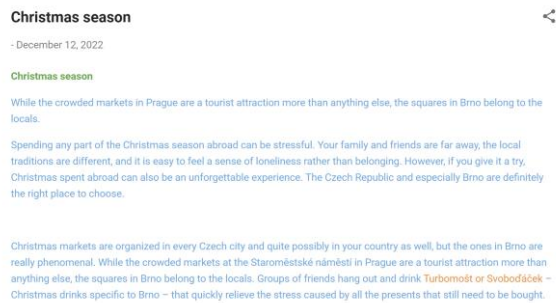 Christmas season
- December 12, 2022
Christmas season
While the crowded markets in Prague are a tourist attraction more than anything else, the squares in Brno belong to the
locals.
Spending any part of the Christmas season abroad can be stressful. Your family and friends are far away, the local
traditions are different, and it is easy to feel a sense of loneliness rather than belonging. However, if you give it a try,
Christmas spent abroad can also be an unforgettable experience. The Czech Republic and especially Brno are definitely
the right place to choose.
Christmas markets are organized in every Czech city and quite possibly in your country as well, but the ones in Brno are
really phenomenal. While the crowded markets at the Staroměstské náměstí in Prague are a tourist attraction more than
anything else, the squares in Brno belong to the locals. Groups of friends hang out and drink Turbomošt or Svoboďáček –
Christmas drinks specific to Brno – that quickly relieve the stress caused by all the presents that still need to be bought.